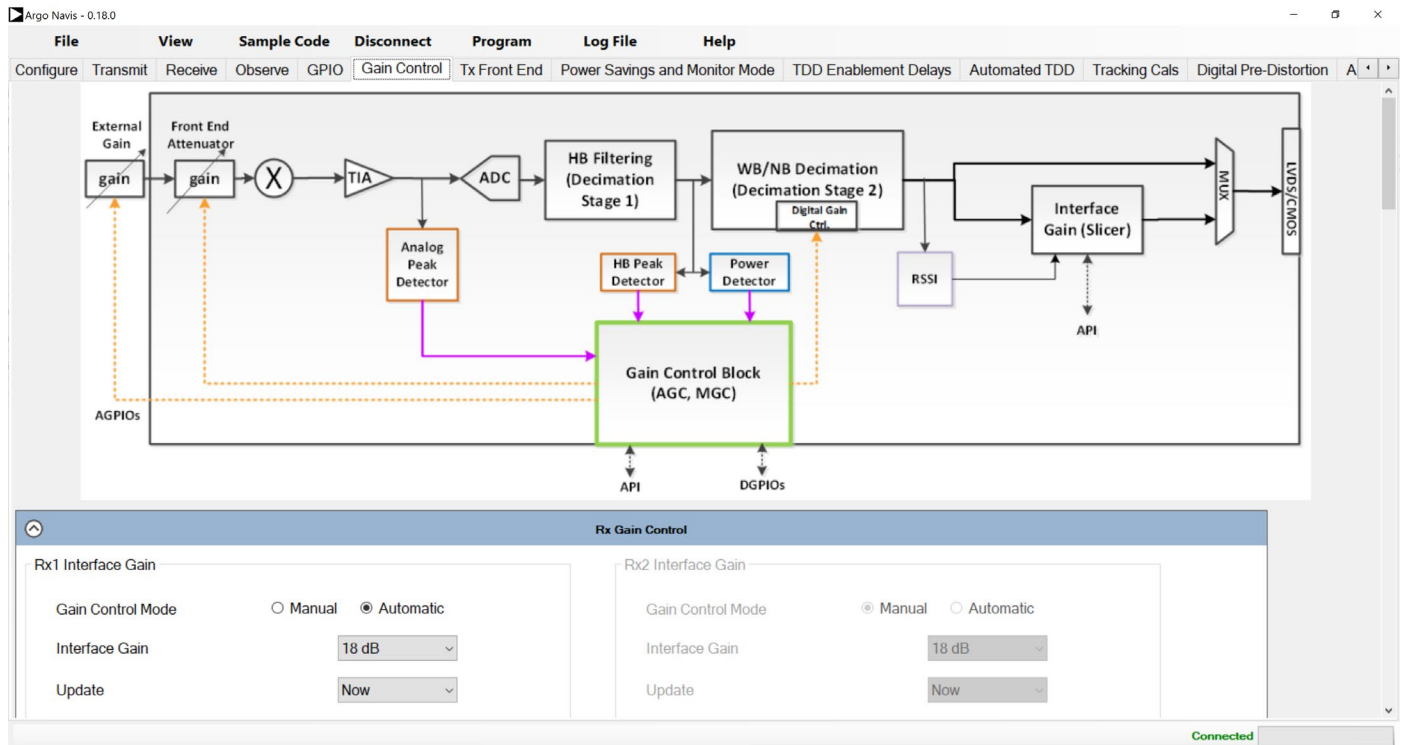 Argo Navis - 0.18.0
File View Sample Code Disconnect Program Log File Help
Configure Transmit Receive Observe GPIO Gain Control Tx Front End Power Savings and Monitor Mode TDD Enablement Delays Automated TDD Tracking Cals Digital Pre-Distortion A
External
Gain
Front End
Attenuator
gain
gain
X
TIA
ADC
HB Filtering
(Decimation
Stage 1)
WB/NB Decimation
(Decimation Stage 2)
Digital Gain
Ctrl.
MUX
LVDS/CMOS
Interface
Gain (Slicer)
Analog
Peak
Detector
HB Peak
Detector
Power
Detector
RSSI
API
Gain Control Block
(AGC, MGC)
AGPIOs
API
DGPIOs
Rx Gain Control
Rx1 Interface Gain
Gain Control Mode Manual Automatic
Interface Gain 18 dB
Update Now
Rx2 Interface Gain
Gain Control Mode Manual Automatic
Interface Gain 18 dB
Update Now
Connected